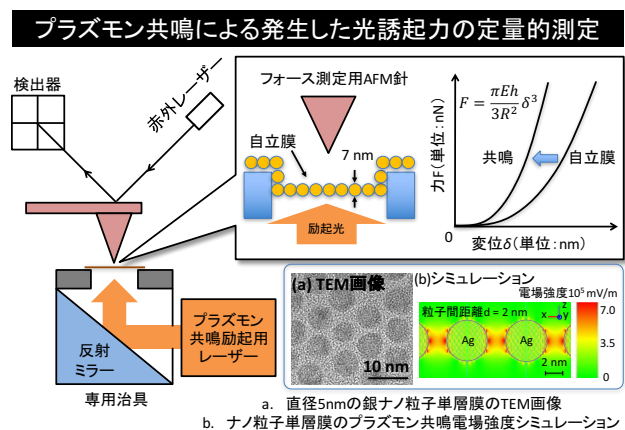 プラズモン共鳴による発生した光誘起力の定量的測定
検出器
赤外レーザー
フォース測定用AFM針
自立膜
7 nm
励起光
力F(単位:nN)
F = πEh/3R² δ³
共鳴
自立膜
0
変位δ(単位:nm)
反射
ミラー
専用治具
プラズモン
共鳴励起用
レーザー
(a) TEM画像
10 nm
(b)シミュレーション
電場強度10⁵ mV/m
粒子間距離d = 2 nm
z
x
y
Ag
Ag
2 nm
7.0
3.5
0
a. 直径5nmの銀ナノ粒子単層膜のTEM画像
b. ナノ粒子単層膜のプラズモン共鳴電場強度シミュレーション